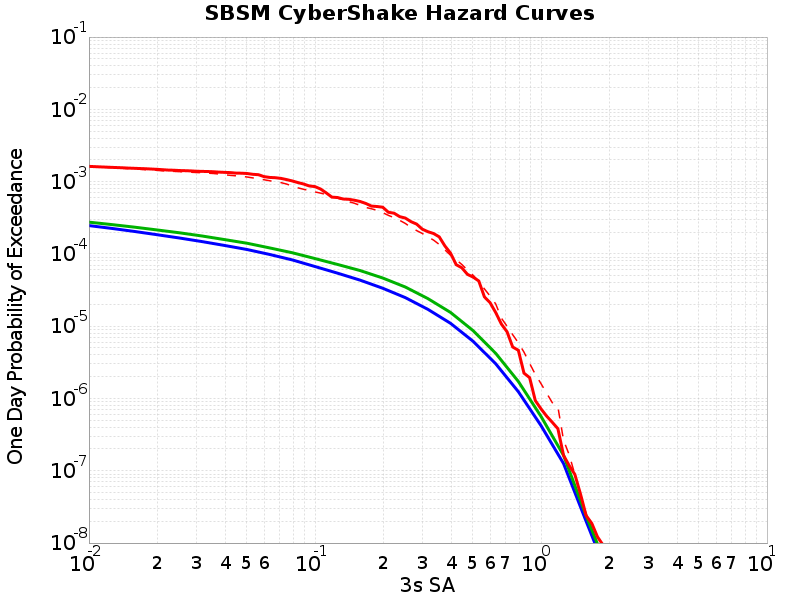 SBSM CyberShake Hazard Curves
One Day Probability of Exceedance
10-1
10-2
10-3
10-4
10-5
10-6
10-7
10-8
10-2 2 3 4 5 6 10-1 2 3 4 5 6 7 100 2 3 4 5 6 7 101
3s SA